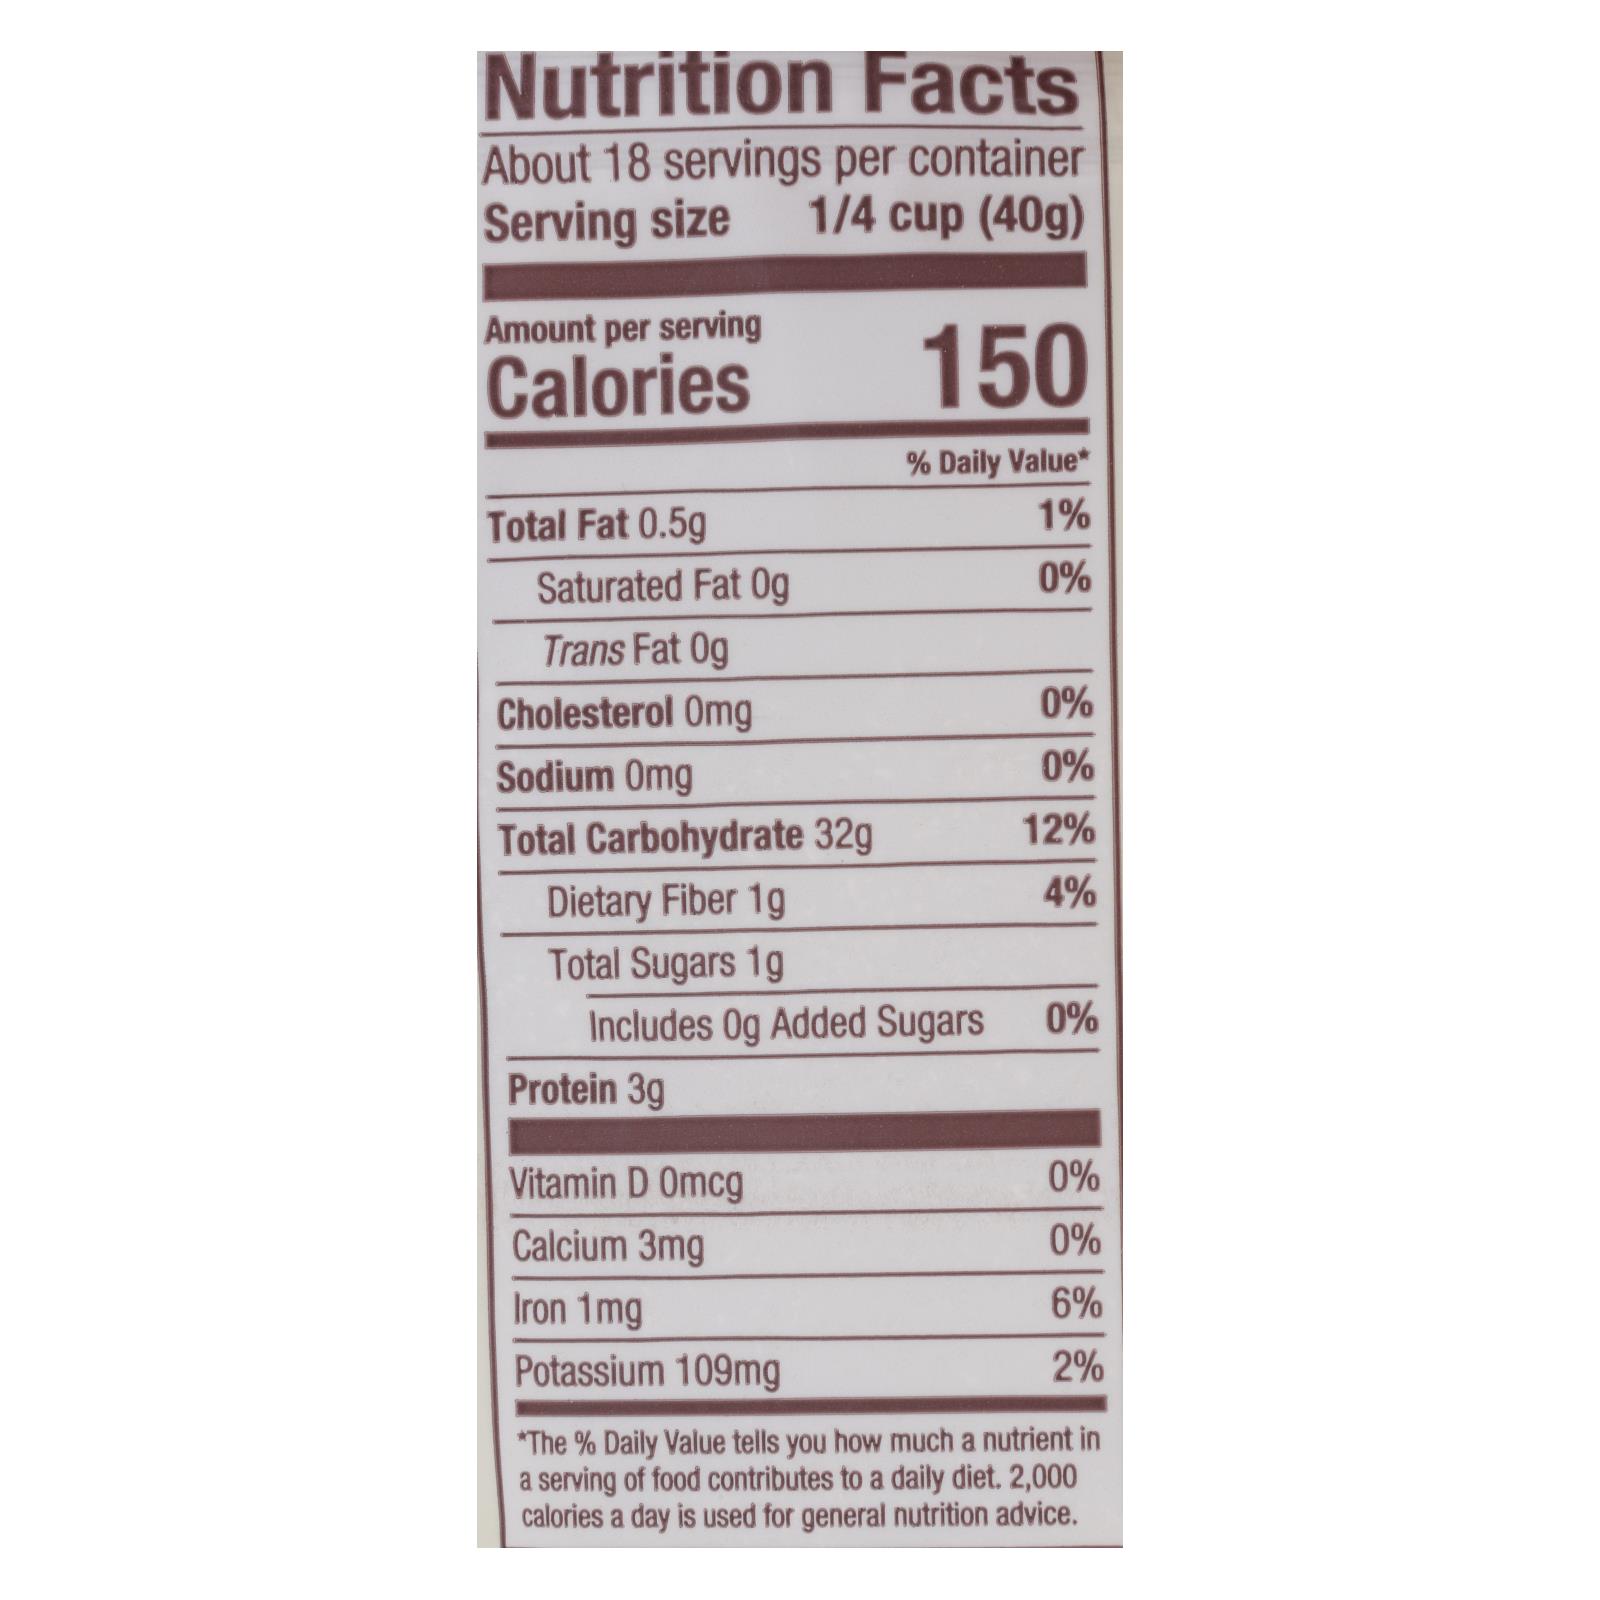 Nutrition Facts
About 18 servings per container
Serving size 1/4 cup (40g)
Amount per serving
Calories 150
% Daily Value*
Total Fat 0.5g 1%
Saturated Fat 0g 0%
Trans Fat 0g
Cholesterol 0mg 0%
Sodium 0mg 0%
Total Carbohydrate 32g 12%
Dietary Fiber 1g 4%
Total Sugars 1g
Includes 0g Added Sugars 0%
Protein 3g
Vitamin D 0mcg 0%
Calcium 3mg 0%
Iron 1mg 6%
Potassium 109mg 2%
*The % Daily Value tells you how much a nutrient in
a serving of food contributes to a daily diet. 2,000
calories a day is used for general nutrition advice.